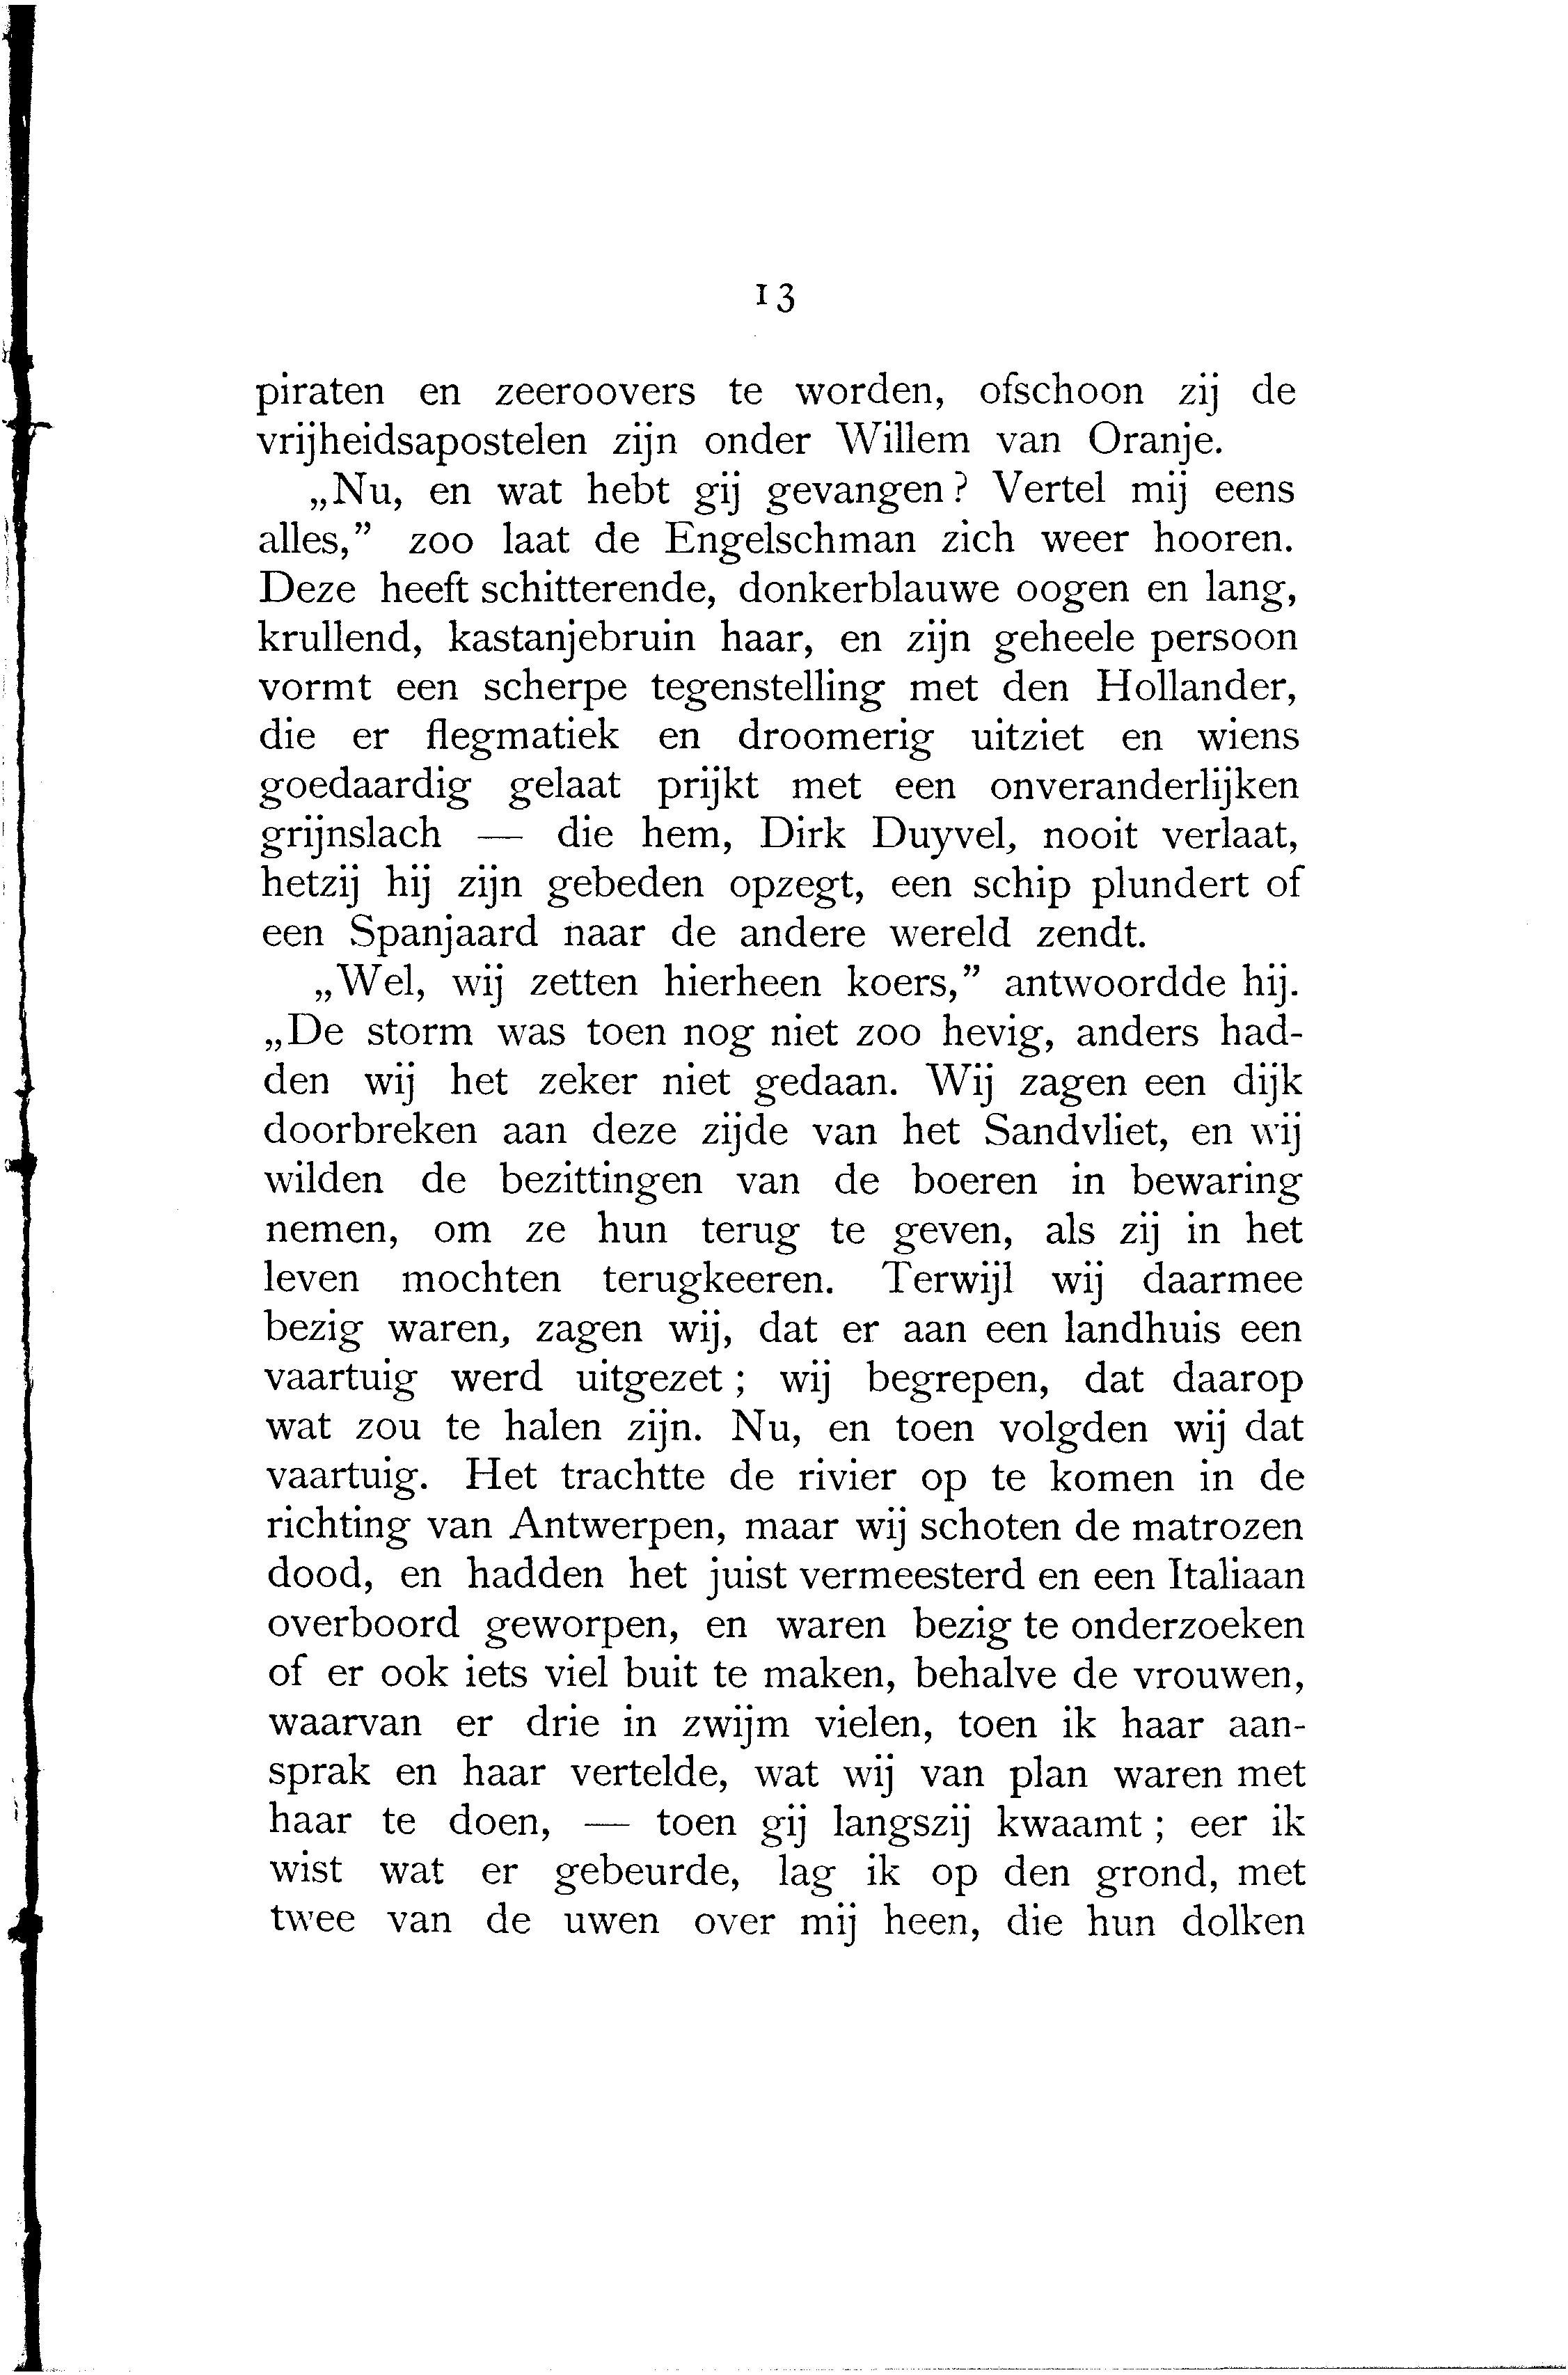 13
piraten en zeeroovers te worden, ofschoon zij de
vrijheidsapostelen zijn onder Willem van Oranje.
„Nu, en wat hebt gij gevangen? Vertel mij eens
alles,” zoo laat de Engelschman zich weer hooren.
Deze heeft schitterende, donkerblauwe oogen en lang,
krullend, kastanjebruin haar, en zijn geheele persoon
vormt een scherpe tegenstelling met den Hollander,
die er flegmatiek en droomerig uitziet en wiens
goedaardig gelaat prijkt met een onveranderlijken
grijnslach — die hem, Dirk Duyvel, nooit verlaat,
hetzij hij zijn gebeden opzegt, een schip plundert of
een Spanjaard naar de andere wereld zendt.
„Wel, wij zetten hierheen koers,” antwoordde hij.
„De storm was toen nog niet zoo hevig, anders had-
den wij het zeker niet gedaan. Wij zagen een dijk
doorbreken aan deze zijde van het Sandvliet, en wij
wilden de bezittingen van de boeren in bewaring
nemen, om ze hun terug te geven, als zij in het
leven mochten terugkeeren. Terwijl wij daarmee
bezig waren, zagen wij, dat er aan een landhuis een
vaartuig werd uitgezet; wij begrepen, dat daarop
wat zou te halen zijn. Nu, en toen volgden wij dat
vaartuig. Het trachtte de rivier op te komen in de
richting van Antwerpen, maar wij schoten de matrozen
dood, en hadden het juist vermeesterd en een Italiaan
overboord geworpen, en waren bezig te onderzoeken
of er ook iets viel buit te maken, behalve de vrouwen,
waarvan er drie in zwijm vielen, toen ik haar aan-
sprak en haar vertelde, wat wij van plan waren met
haar te doen, — toen gij langszij kwaamt; eer ik
wist wat er gebeurde, lag ik op den grond, met
twee van de uwen over mij heen, die hun dolken